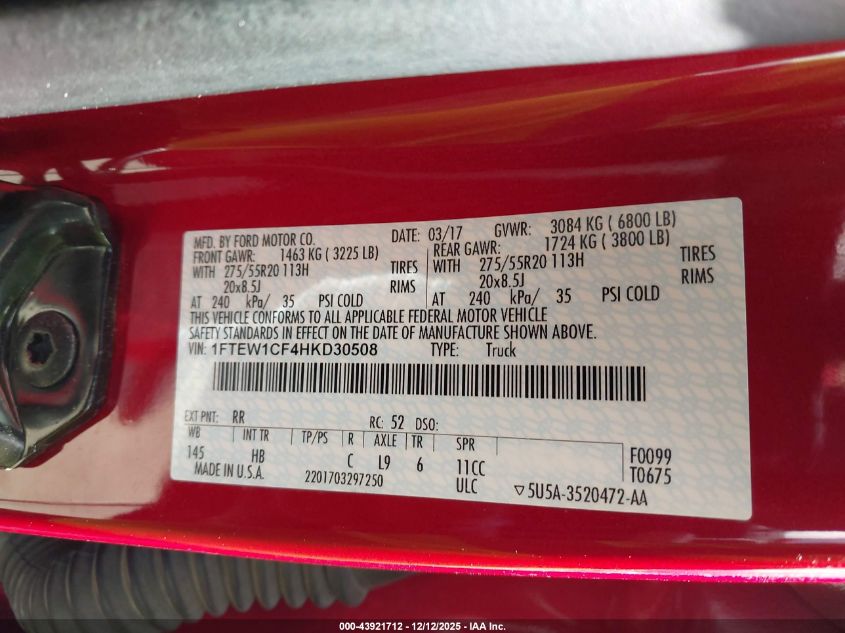 MFD. BY FORD MOTOR CO. DATE: 03/17 GVWR: 3084 KG ( 6800 LB)
FRONT GAWR: 1463 KG ( 3225 LB) REAR GAWR: 1724 KG ( 3800 LB)
WITH 275/55R20 113H TIRES WITH 275/55R20 113H TIRES
20x8.5J RIMS 20x8.5J RIMS
AT 240 kPa/ 35 PSI COLD AT 240 kPa/ 35 PSI COLD
THIS VEHICLE CONFORMS TO ALL APPLICABLE FEDERAL MOTOR VEHICLE
SAFETY STANDARDS IN EFFECT ON THE DATE OF MANUFACTURE SHOWN ABOVE.
VIN: 1FTEW1CF4HKD30508 TYPE: Truck
EXT PNT: RR RC: 52 DSO:
WB INT TR TP/PS R AXLE TR SPR F0099
145 HB C L9 6 11CC T0675
MADE IN U.S.A. 2201703297250 ULC ▽5U5A-3520472-AA
000-43921712 - 12/12/2025 - IAA Inc.